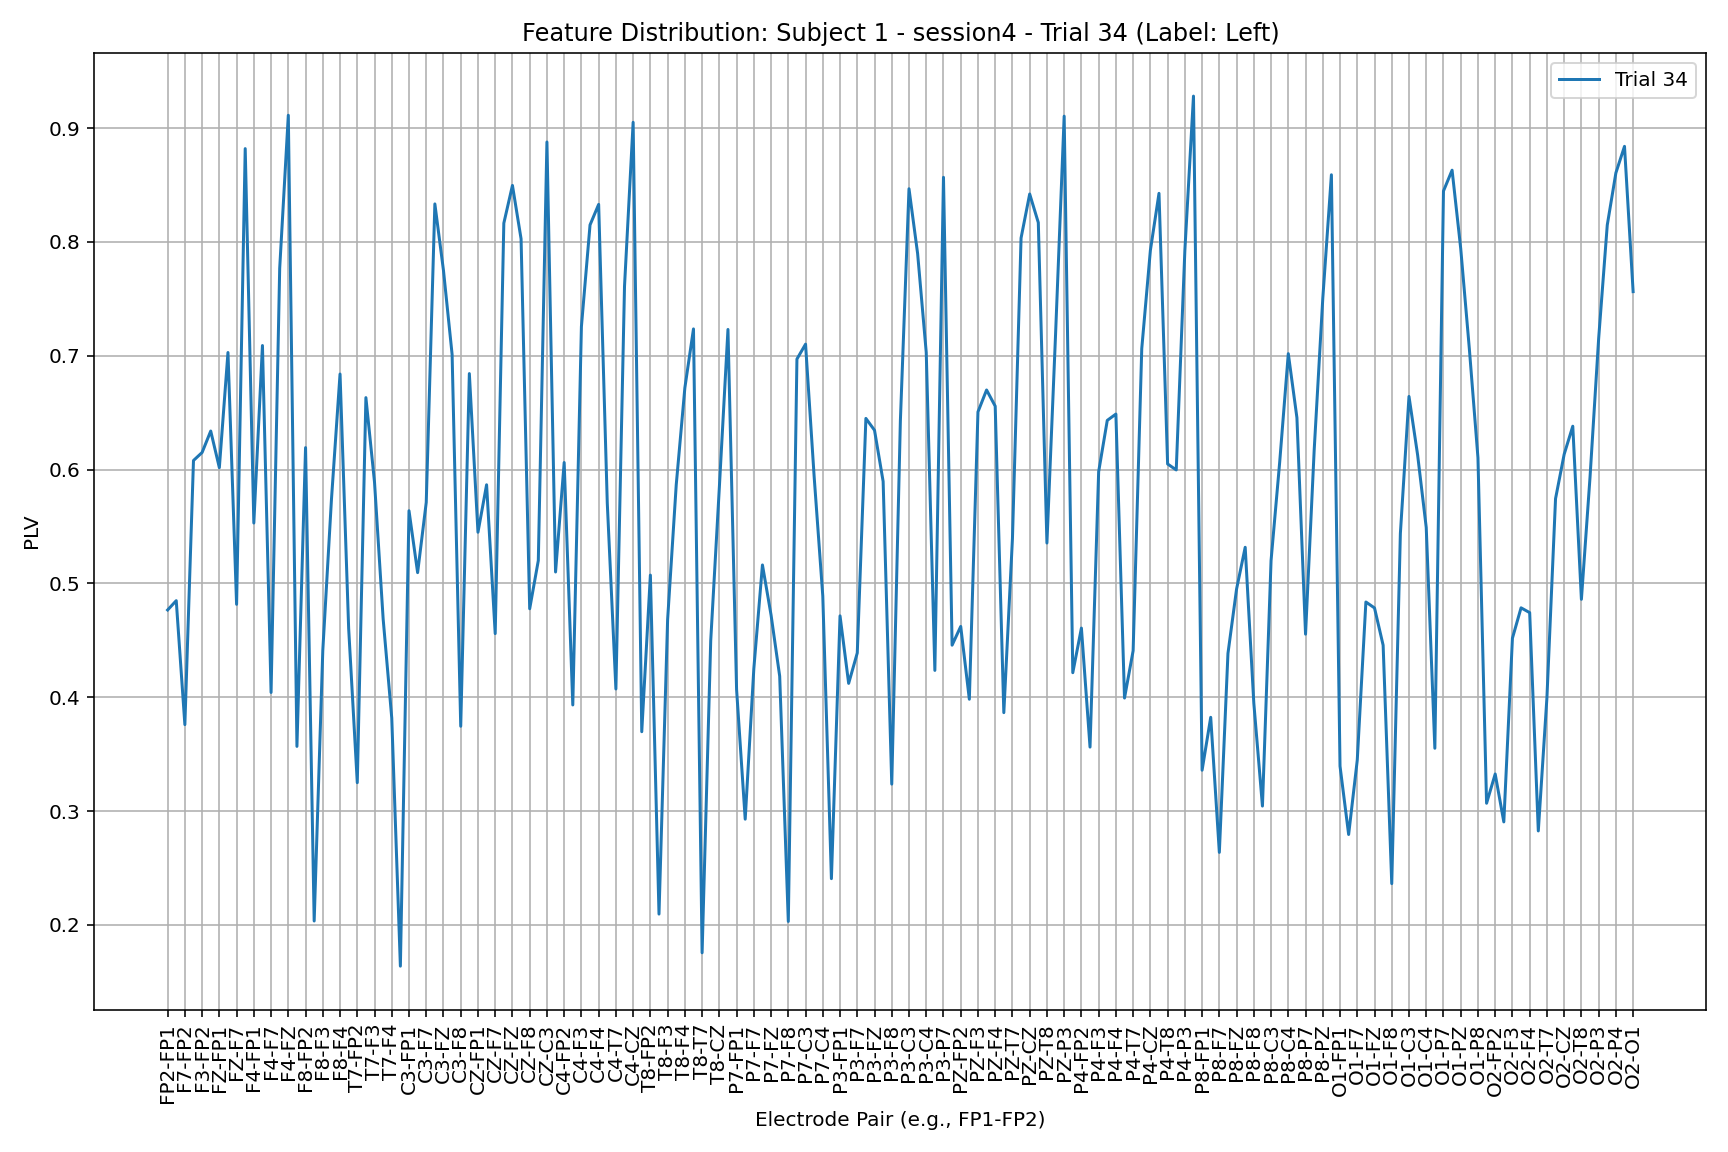 Feature Distribution: Subject 1 - session4 - Trial 34 (Label: Left)
Trial 34
0.9
0.8
0.7
0.6
0.5
0.4
0.3
0.2
PLV
FP2-FP1
F7-FP2
F3-FP2
FZ-FP1
FZ-F7
F4-FP1
F4-F7
F4-FZ
F8-FP2
F8-F3
F8-F4
T7-FP2
T7-F3
T7-F4
C3-FP1
C3-F7
C3-FZ
C3-F8
CZ-FP1
CZ-F7
CZ-FZ
CZ-F8
CZ-C3
C4-FP2
C4-F3
C4-F4
C4-T7
C4-CZ
T8-FP2
T8-F3
T8-F4
T8-T7
T8-CZ
P7-FP1
P7-F7
P7-FZ
P7-F8
P7-C3
P7-C4
P3-FP1
P3-F7
P3-FZ
P3-F8
P3-C3
P3-C4
P3-P7
PZ-FP2
PZ-F3
PZ-F4
PZ-T7
PZ-CZ
PZ-T8
PZ-P3
P4-FP2
P4-F3
P4-F4
P4-T7
P4-CZ
P4-T8
P4-P3
P8-FP1
P8-F7
P8-FZ
P8-F8
P8-C3
P8-C4
P8-P7
P8-PZ
O1-FP1
O1-F7
O1-FZ
O1-F8
O1-C3
O1-C4
O1-P7
O1-PZ
O1-P8
O2-FP2
O2-F3
O2-F4
O2-T7
O2-CZ
O2-T8
O2-P3
O2-P4
O2-O1
Electrode Pair (e.g., FP1-FP2)